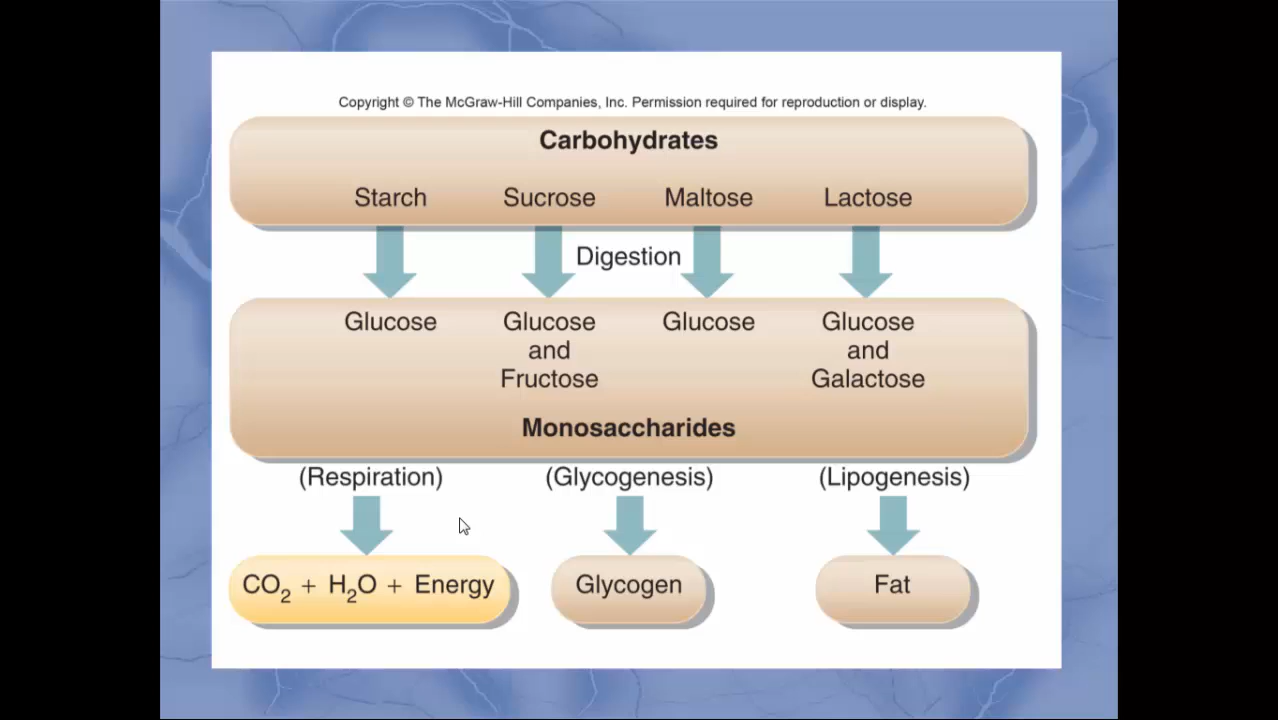 Copyright © The McGraw-Hill Companies, Inc. Permission required for reproduction or display.
Carbohydrates
Starch Sucrose Maltose Lactose
Digestion
Glucose Glucose Glucose Glucose
and and
Fructose Galactose
Monosaccharides
(Respiration) (Glycogenesis) (Lipogenesis)
CO₂ + H₂O + Energy Glycogen Fat